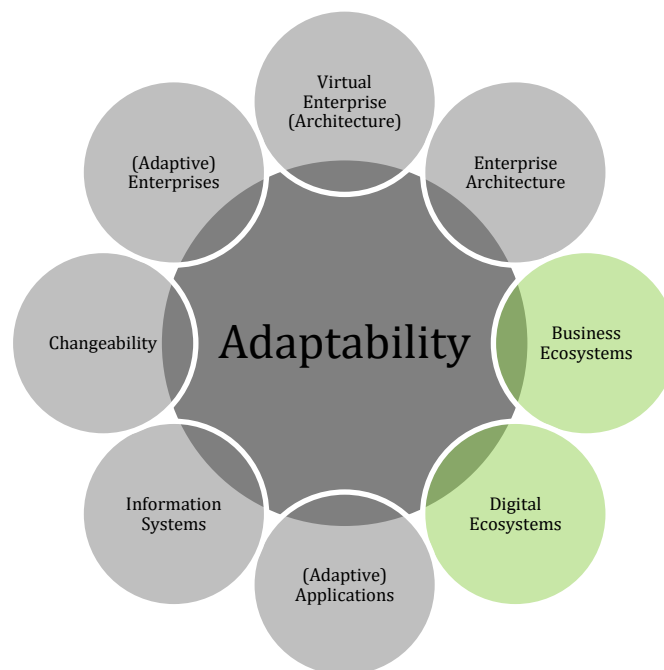 Virtual
Enterprise
(Architecture)
(Adaptive)
Enterprises
Enterprise
Architecture
Changeability
Adaptability
Business
Ecosystems
Information
Systems
Digital
Ecosystems
(Adaptive)
Applications